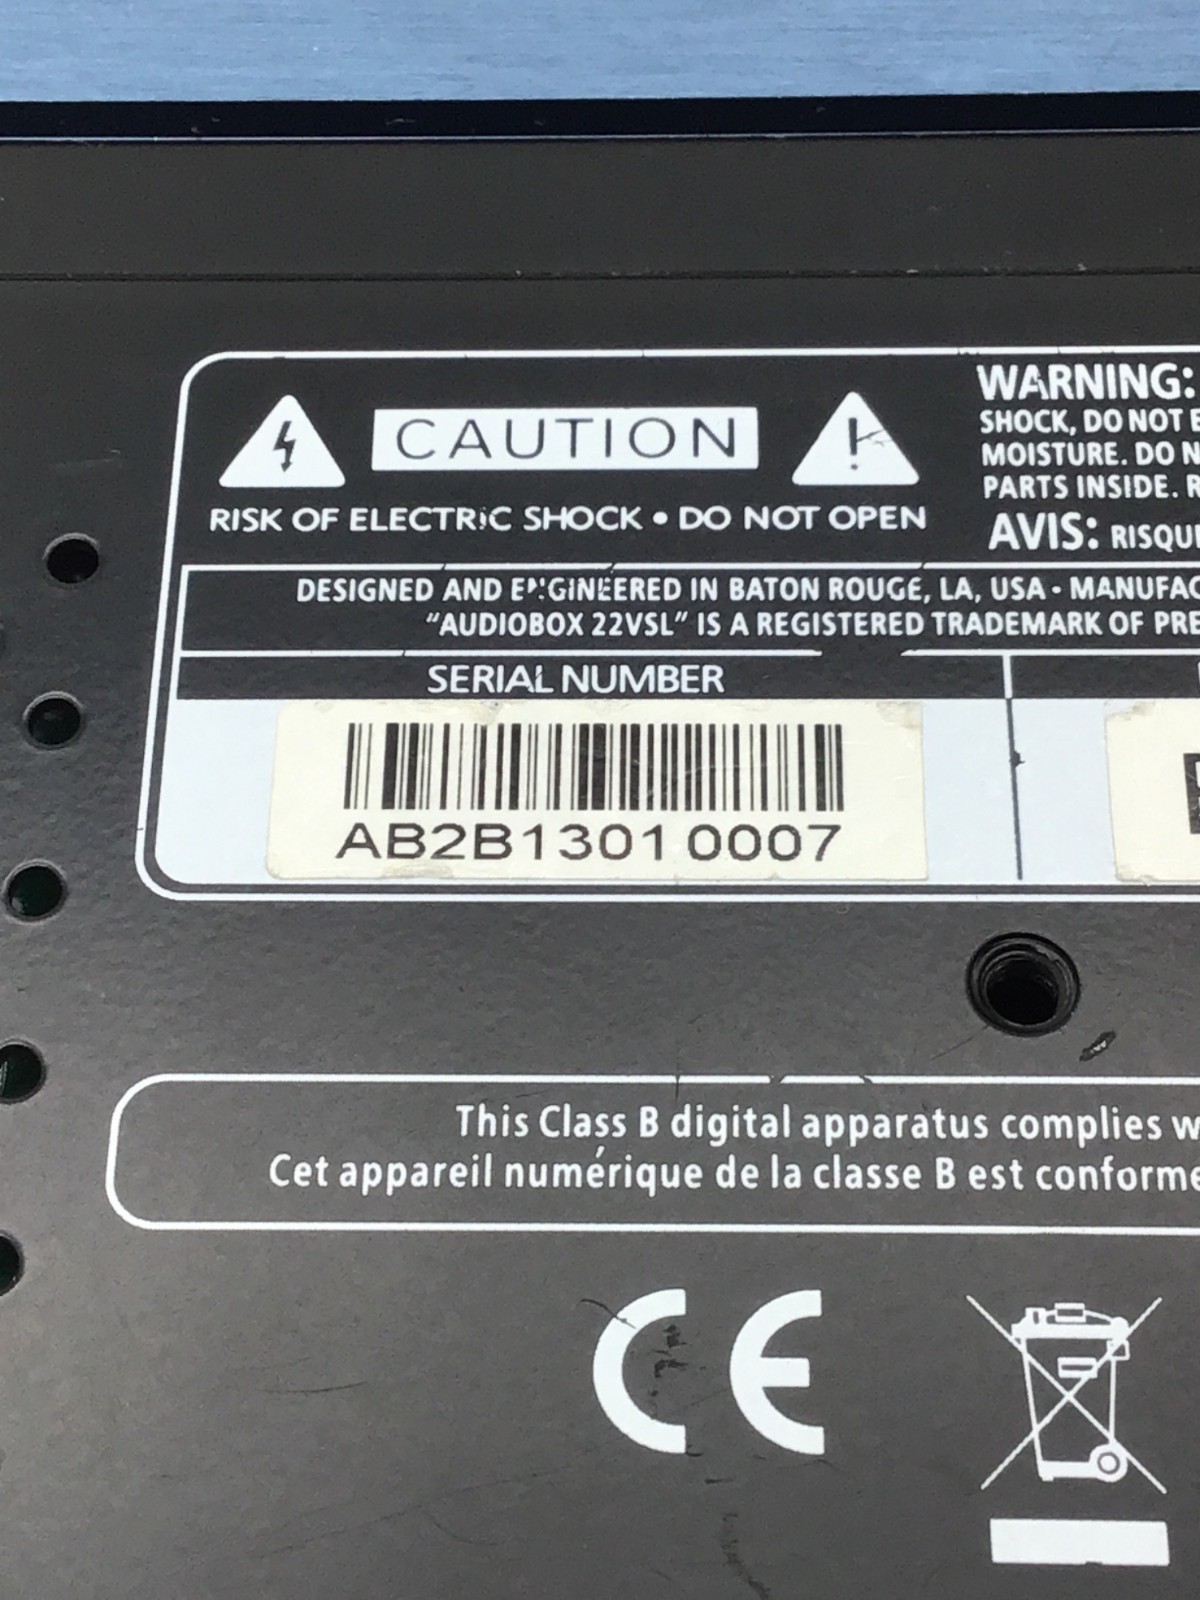 CAUTION
RISK OF ELECTRIC SHOCK • DO NOT OPEN
WARNING:
SHOCK, DO NOT
MOISTURE. DO
PARTS INSIDE.
AVIS: 
DESIGNED AND ENGINEERED IN BATON ROUGE, LA, USA •
"AUDIOBOX 22VSL" IS A REGISTERED TRADEMARK OF
SERIAL NUMBER
AB2B13010007
This Class B digital apparatus complies
Cet appareil numérique de la classe B est conforme
CE